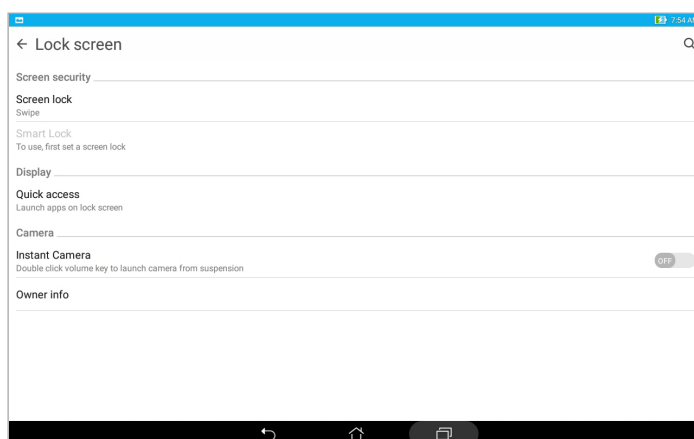 7:54 AM
Lock screen
Screen security
Screen lock
Swipe
Smart Lock
To use, first set a screen lock
Display
Quick access
Launch apps on lock screen
Camera
Instant Camera
Double click volume key to launch camera from suspension
OFF
Owner info